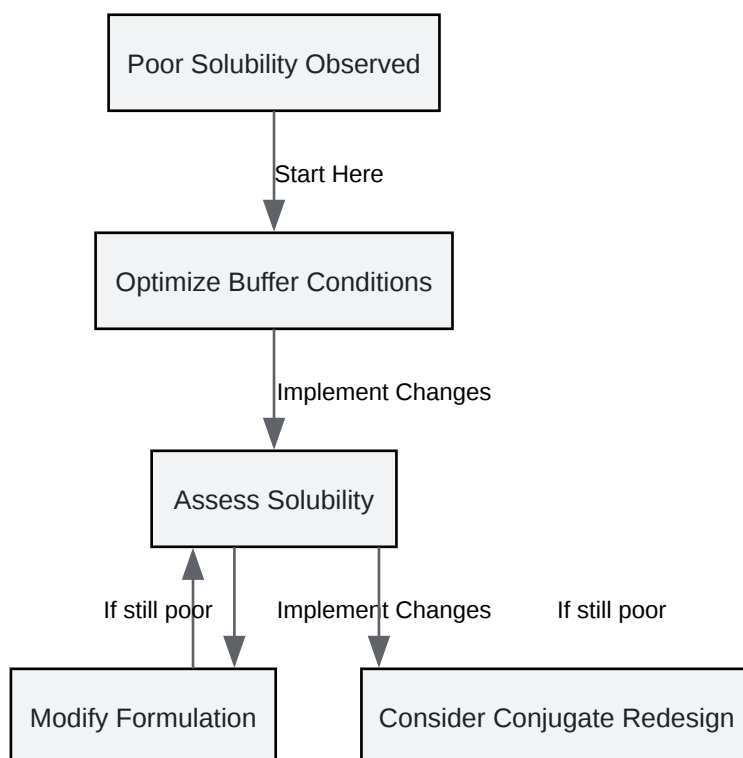 Poor Solubility Observed
Start Here
Optimize Buffer Conditions
Implement Changes
Assess Solubility
If still poor
Implement Changes
If still poor
Modify Formulation
Consider Conjugate Redesign